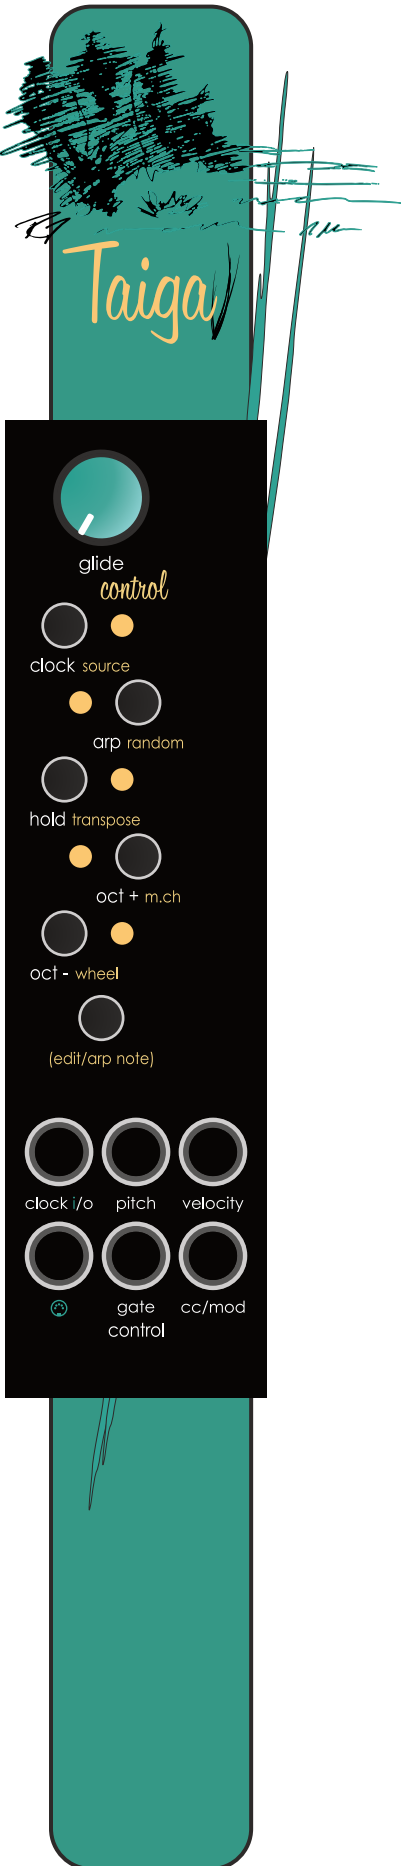 Taiga
glide
control
clock source
arp random
hold transpose
oct + m.ch
oct - wheel
(edit/arp note)
clock i/o pitch velocity
gate cc/mod
control